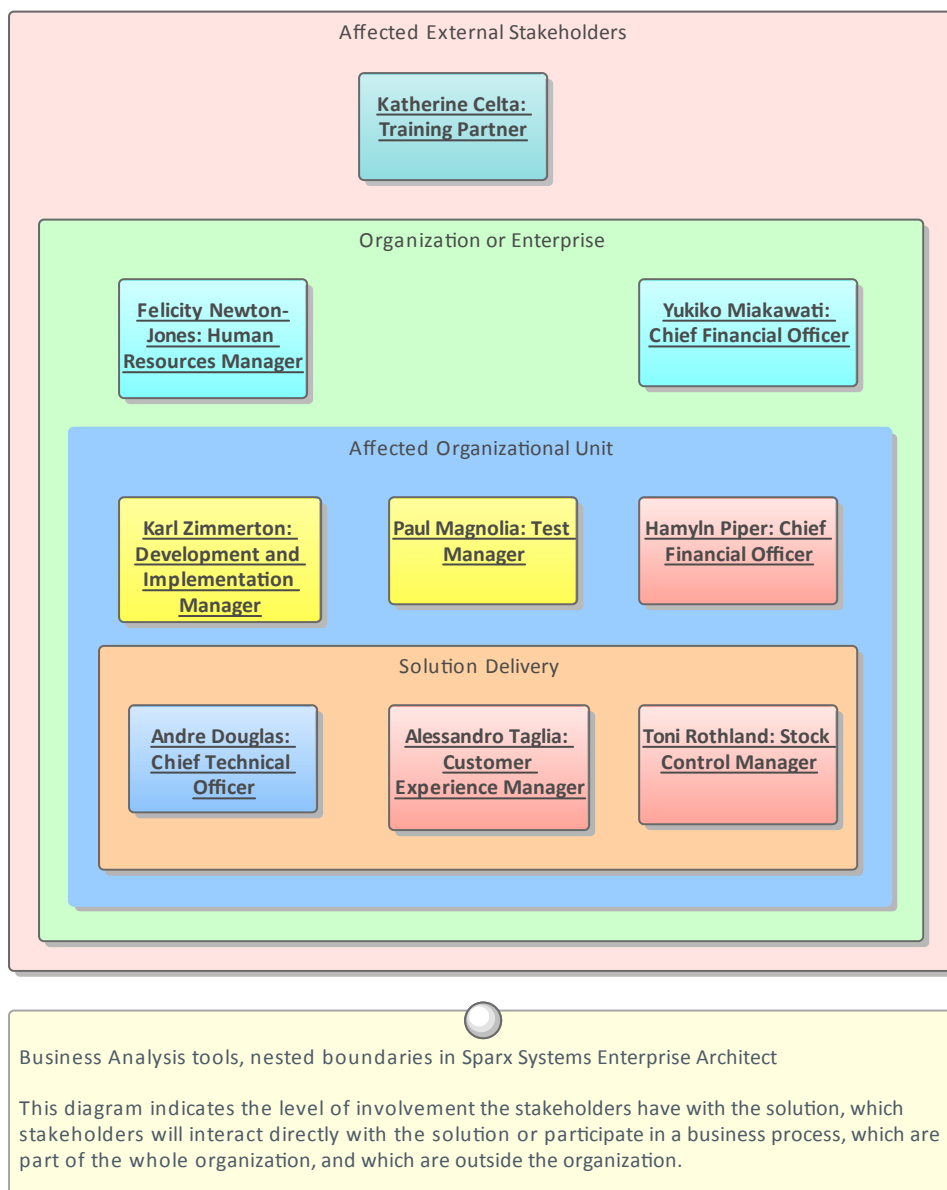 Affected External Stakeholders
Katherine Celta:
Training Partner
Organization or Enterprise
Felicity Newton-
Jones: Human
Resources Manager
Yukiko Miakawati:
Chief Financial Officer
Affected Organizational Unit
Karl Zimmerton:
Development and
Implementation
Manager
Paul Magnolia: Test
Manager
Hamyln Piper: Chief
Financial Officer
Solution Delivery
Andre Douglas:
Chief Technical
Officer
Alessandro Taglia:
Customer
Experience Manager
Toni Rothland: Stock
Control Manager
Business Analysis tools, nested boundaries in Sparx Systems Enterprise Architect
This diagram indicates the level of involvement the stakeholders have with the solution, which
stakeholders will interact directly with the solution or participate in a business process, which are
part of the whole organization, and which are outside the organization.